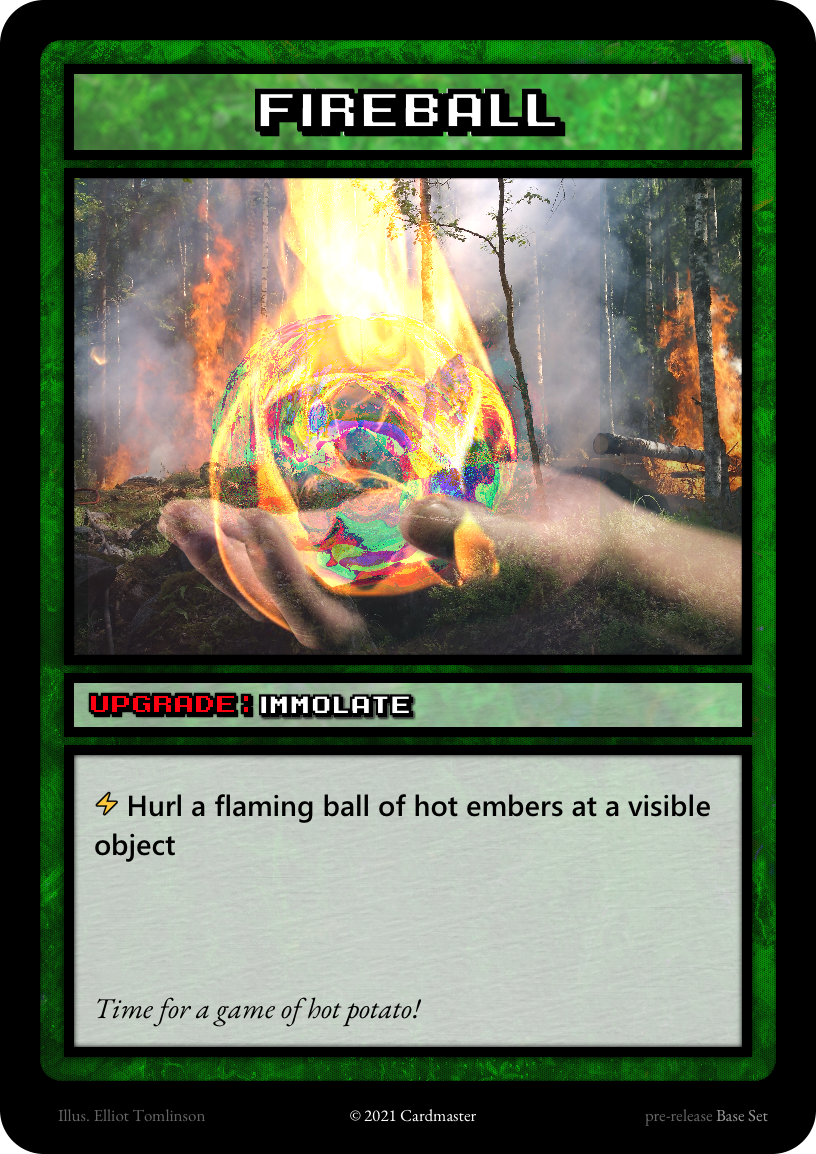 FIREBALL
UPGRADE: IMMOLATE
⚡ Hurl a flaming ball of hot embers at a visible
object
Time for a game of hot potato!
Illus. Elliot Tomlinson
© 2021 Cardmaster
pre-release Base Set